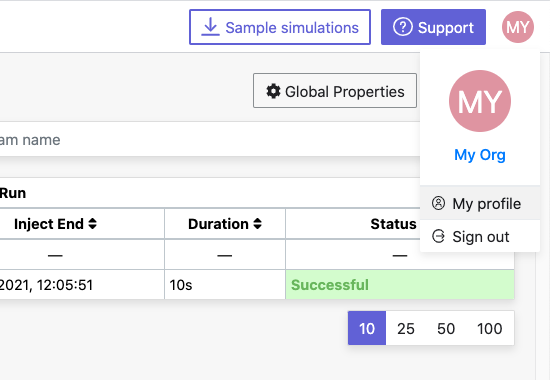 Sample simulations
Support
MY
Global Properties
MY
My Org
am name
My profile
Sign out
Run
Inject End
Duration
Status
—
—
—
2021, 12:05:51
10s
Successful
10
25
50
100